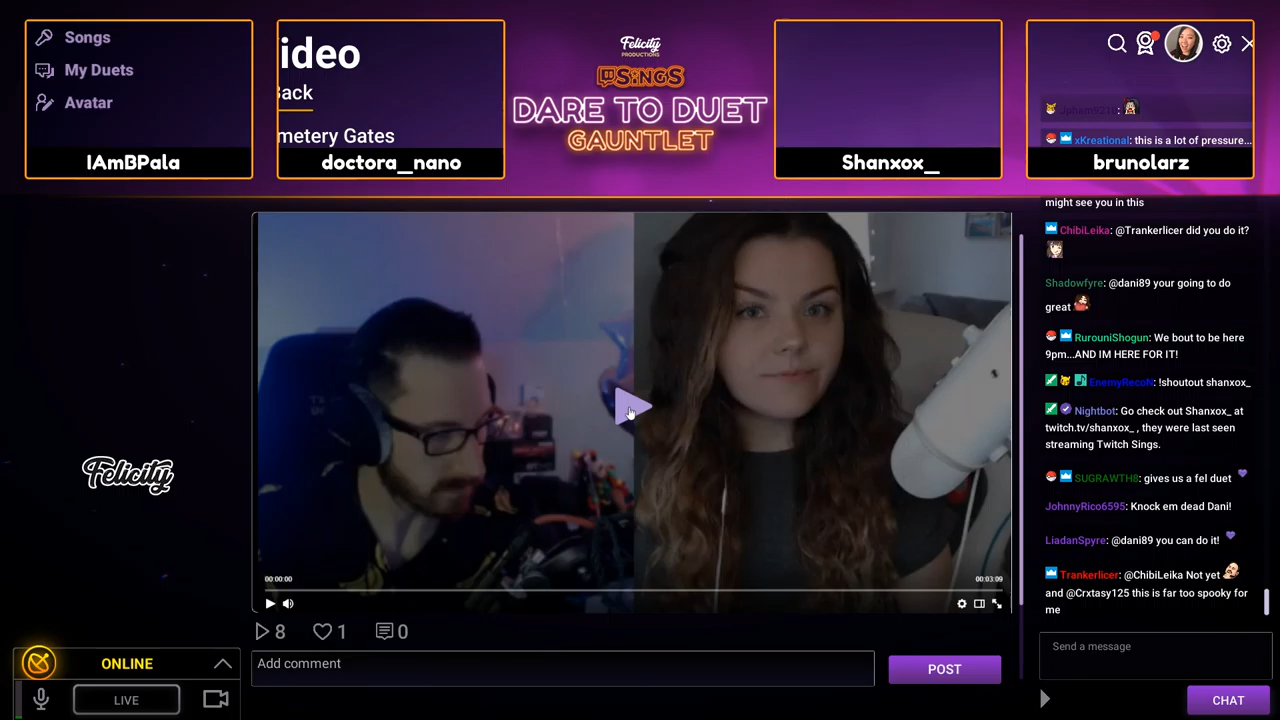 Songs
My Duets
Avatar
IAmBPala
ideo
ack
metery Gates
doctora__nano
Felicity
PRODUCTIONS
SINGS
DARE TO DUET
GAUNTLET
Shanxox_
: 
xKreational: this is a lot of pressure...
brunolarz
might see you in this
ChibiLeika: @Trankerlicer did you do it?
Shadowfyre: @dani89 your going to do
great
RurouniShogun: We bout to be here
9pm...AND IM HERE FOR IT!
EnemyRecoN: !shoutout shanxox_
Nightbot: Go check out Shanxox_ at
twitch.tv/shanxox_ , they were last seen
streaming Twitch Sings.
SUGRAWTH8: gives us a fel duet
JohnnyRico6595: Knock em dead Dani!
LiadanSpyre: @dani89 you can do it!
Trankerlicer: @ChibiLeika Not yet
and @Crxtasy125 this is far too spooky for
me
Send a message
CHAT
Felicity
00:00:00
00:03:09
8
1
0
Add comment
POST
ONLINE
LIVE